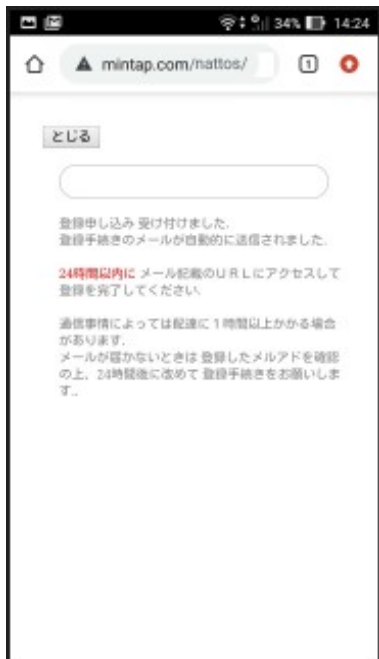 34% 14:24
mintap.com/nattos/
1
とじる
登録申し込み 受け付けました.
登録手続きのメールが自動的に送信されました.
24時間以内に メール記載のＵＲＬにアクセスして
登録を完了してください.
通信事情によっては配達に１時間以上かかる場合
があります.
メールが届かないときは 登録したメルアドを確認
の上、24時間後に改めて 登録手続きをお願いしま
す..